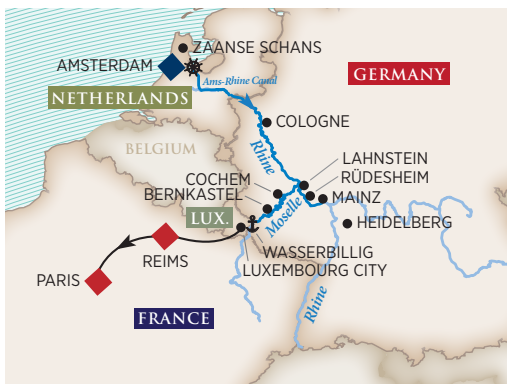 ZAANSE SCHANS
AMSTERDAM
Ams-Rhine Canal
GERMANY
NETHERLANDS
COLOGNE
BELGIUM
Rhine
LAHNSTEIN
COCHEM
RÜDESHEIM
BERNKASTEL
MAINZ
Moselle
LUX.
HEIDELBERG
WASSERBILLIG
REIMS
LUXEMBOURG CITY
PARIS
Rhine
FRANCE